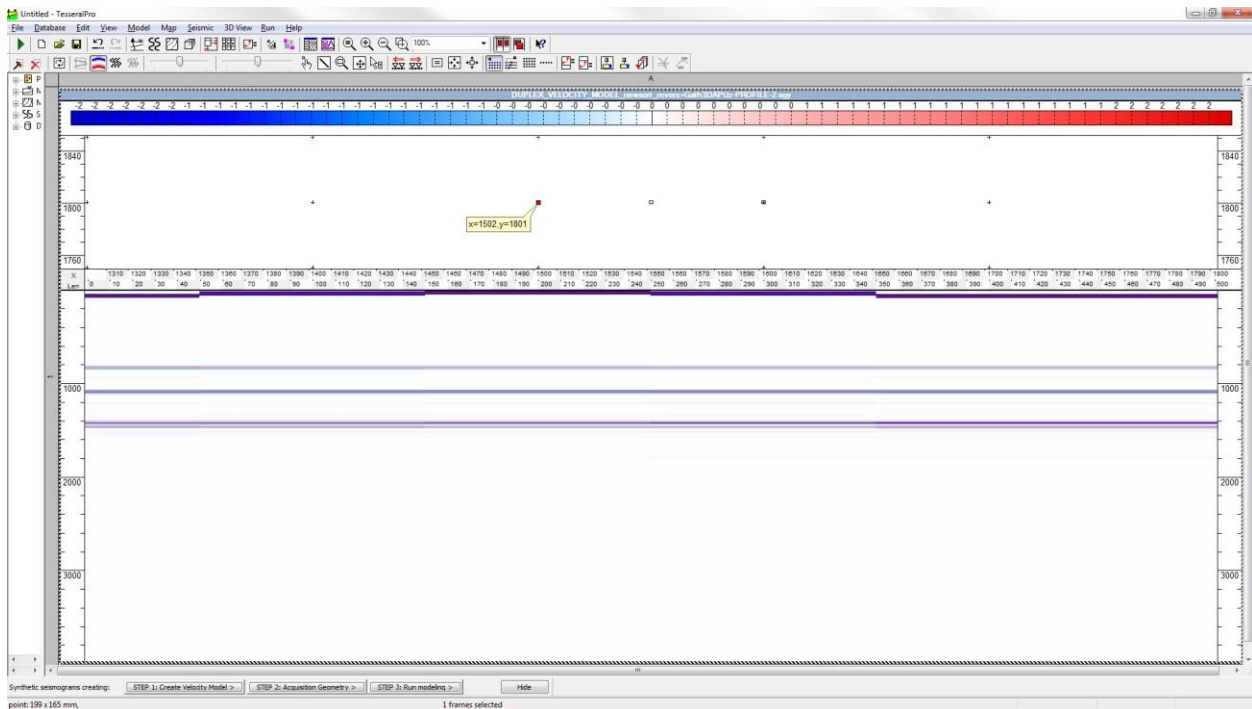 Untitled - TesseralPro
File Database Edit View Model Map Seismic 3D View Run Help
100%
P
N
N
S
D
A
DUPLEX_VELOCITY_MODEL_newsort_revers+Gath3DAPUz-PROFILE-2.sgy
-2 -2 -2 -2 -2 -2 -2 -1 -1 -1 -1 -1 -1 -1 -1 -1 -1 -1 -1 -1 -1 -1 -1 -1 -1 -1 -0 -0 -0 -0 -0 -0 -0 -0 -0 0 0 0 0 0 0 0 0 0 0 1 1 1 1 1 1 1 1 1 1 1 1 1 1 1 1 1 1 1 1 2 2 2 2 2 2
1840 1840
1800 1800
x=1502,y=1801
1760 1760
X 1310 1320 1330 1340 1350 1360 1370 1380 1390 1400 1410 1420 1430 1440 1450 1460 1470 1480 1490 1500 1510 1520 1530 1540 1550 1560 1570 1580 1590 1600 1610 1620 1630 1640 1650 1660 1670 1680 1690 1700 1710 1720 1730 1740 1750 1760 1770 1780 1790 1800
Len 0 10 20 30 40 50 60 70 80 90 100 110 120 130 140 150 160 170 180 190 200 210 220 230 240 250 260 270 280 290 300 310 320 330 340 350 360 370 380 390 400 410 420 430 440 450 460 470 480 490 500
1000 1000
2000 2000
3000 3000
Synthetic seismograms creating: STEP 1: Create Velocity Model > STEP 2: Acquisition Geometry > STEP 3: Run modeling > Hide
point: 199 x 165 mm, 1 frames selected